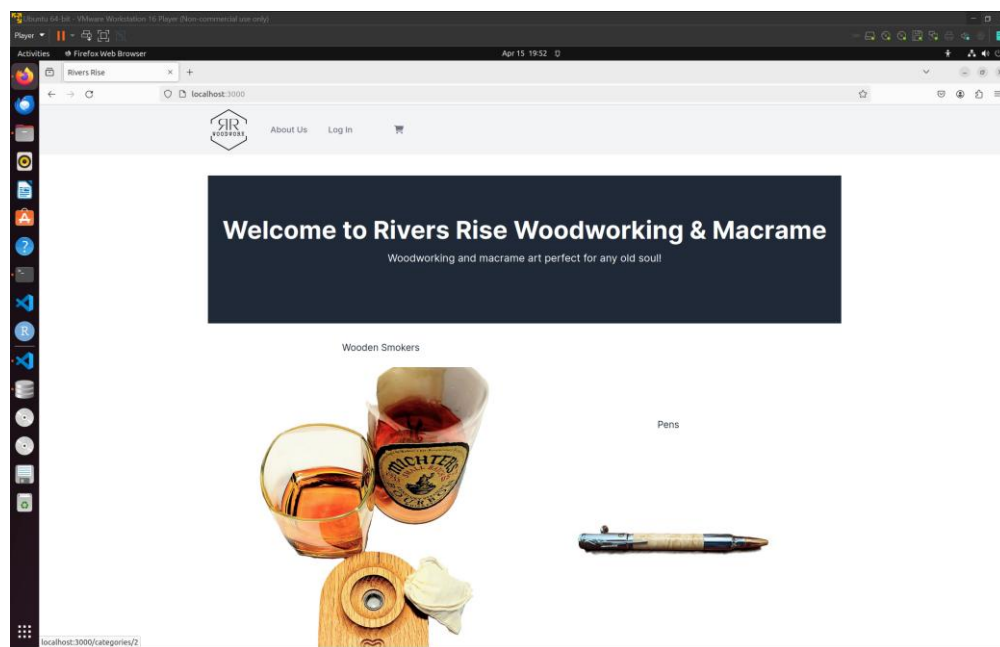 Ubuntu 64-bit - VMware Workstation 16 Player (Non-commercial use only)
Player
Activities Firefox Web Browser Apr 15 19:52
Rivers Rise
localhost:3000
RR
WOODWORK
About Us Log In
Welcome to Rivers Rise Woodworking & Macrame
Woodworking and macrame art perfect for any old soul!
Wooden Smokers
MICHTER'S
Pens
localhost:3000/categories/2